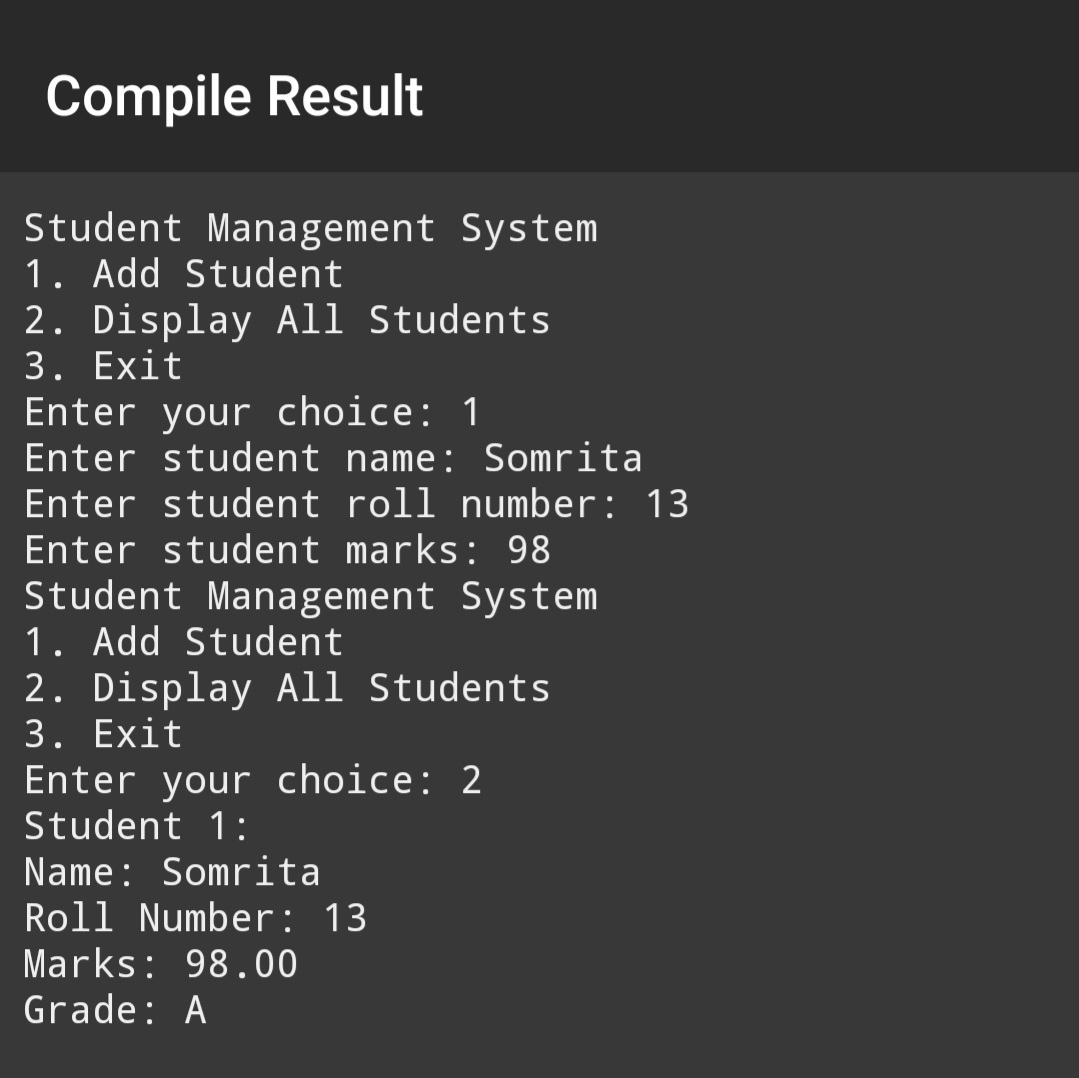 Compile Result
Student Management System
1. Add Student
2. Display All Students
3. Exit
Enter your choice: 1
Enter student name: Somrita
Enter student roll number: 13
Enter student marks: 98
Student Management System
1. Add Student
2. Display All Students
3. Exit
Enter your choice: 2
Student 1:
Name: Somrita
Roll Number: 13
Marks: 98.00
Grade: A